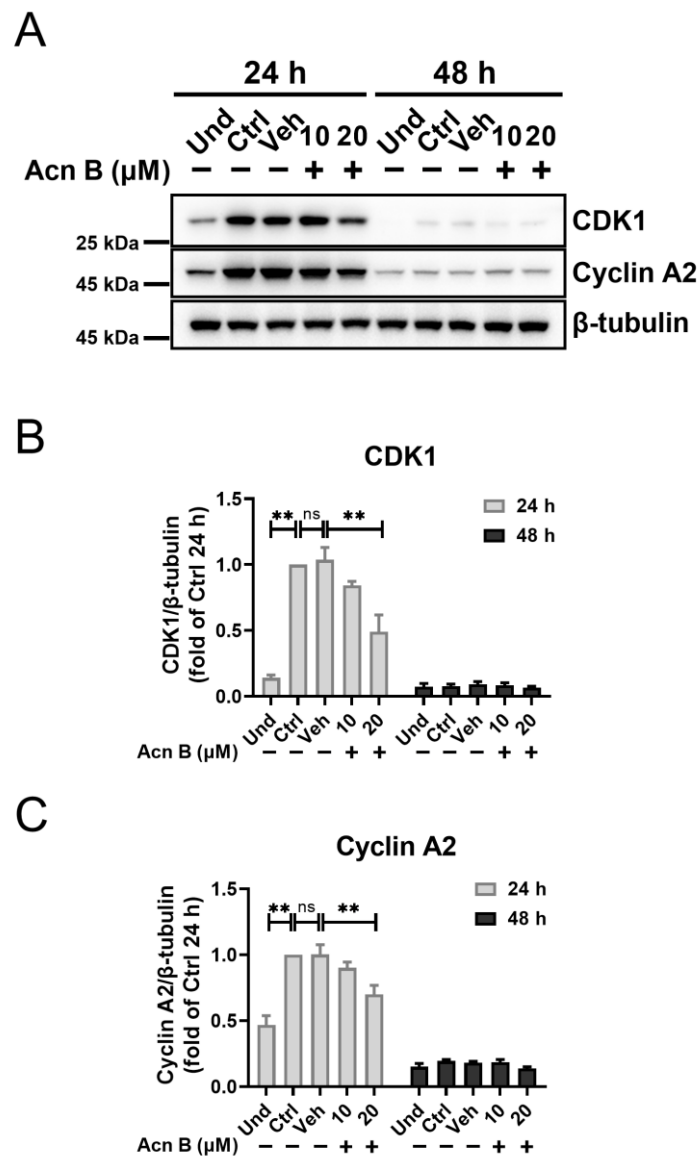 A
24 h 48 h
Und Ctrl Veh 10 20 Und Ctrl Veh 10 20
Acn B (µM) − − − + + − − − + +
CDK1
25 kDa
Cyclin A2
45 kDa
β-tubulin
45 kDa
B
CDK1
CDK1/β-tubulin
(fold of Ctrl 24 h)
1.5
1.0
0.5
0.0
** ns **
24 h
48 h
Und Ctrl Veh 10 20 Und Ctrl Veh 10 20
Acn B (µM) − − − + + − − − + +
C
Cyclin A2
Cyclin A2/β-tubulin
(fold of Ctrl 24 h)
1.5
1.0
0.5
0.0
** ns **
24 h
48 h
Und Ctrl Veh 10 20 Und Ctrl Veh 10 20
Acn B (µM) − − − + + − − − + +